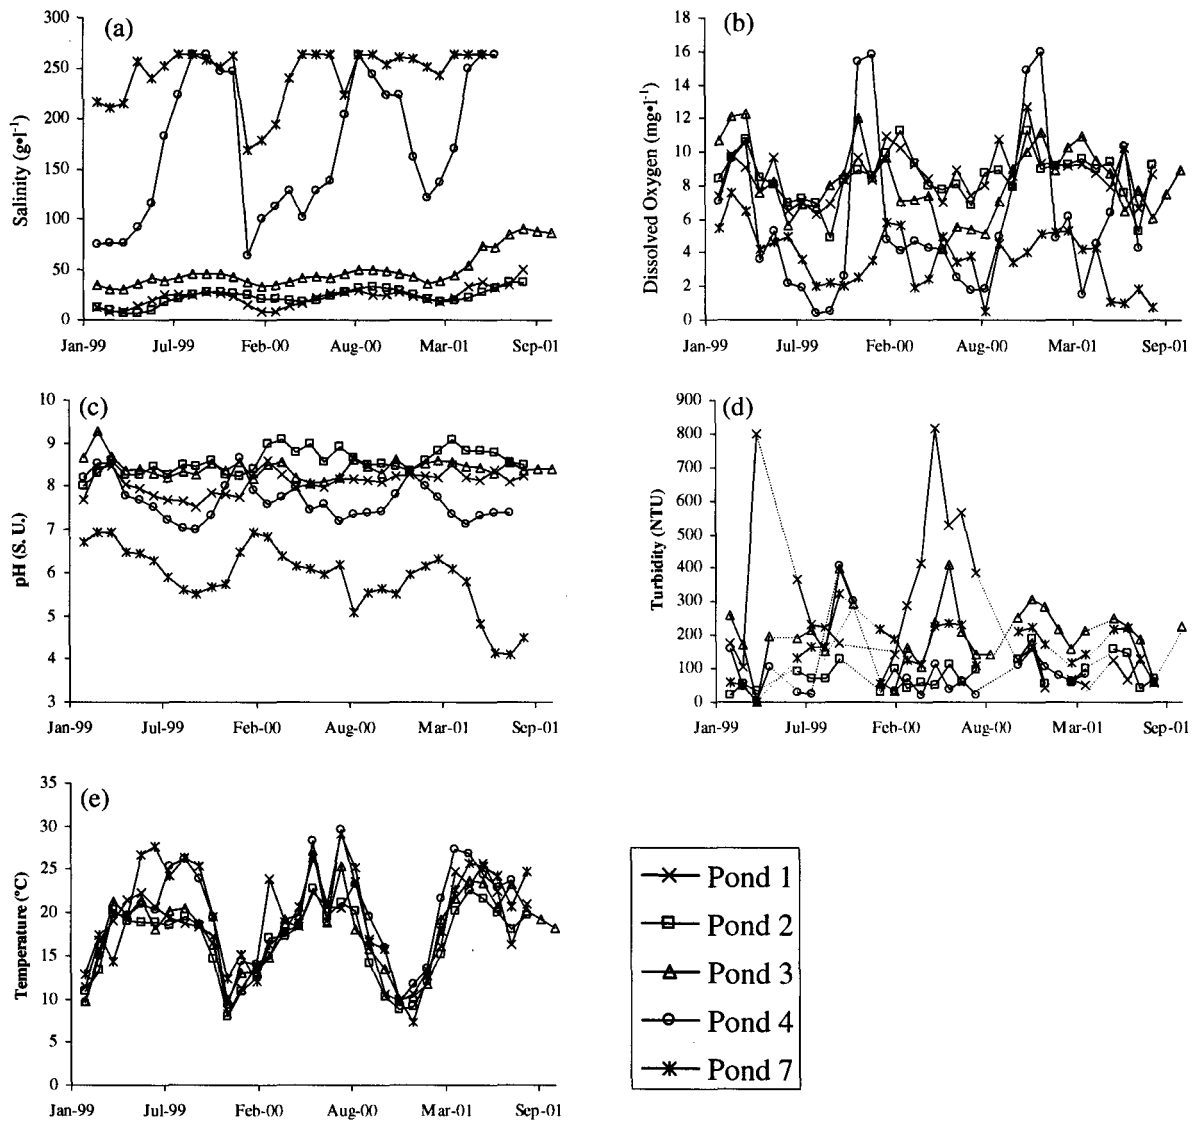 (a)
Salinity (g•l⁻¹)
300
250
200
150
100
50
0
Jan-99 Jul-99 Feb-00 Aug-00 Mar-01 Sep-01
(b)
Dissolved Oxygen (mg•l⁻¹)
18
16
14
12
10
8
6
4
2
0
Jan-99 Jul-99 Feb-00 Aug-00 Mar-01 Sep-01
(c)
pH (S. U.)
10
9
8
7
6
5
4
3
Jan-99 Jul-99 Feb-00 Aug-00 Mar-01 Sep-01
(d)
Turbidity (NTU)
900
800
700
600
500
400
300
200
100
0
Jan-99 Jul-99 Feb-00 Aug-00 Mar-01 Sep-01
(e)
Temperature (°C)
35
30
25
20
15
10
5
0
Jan-99 Jul-99 Feb-00 Aug-00 Mar-01 Sep-01
Pond 1
Pond 2
Pond 3
Pond 4
Pond 7